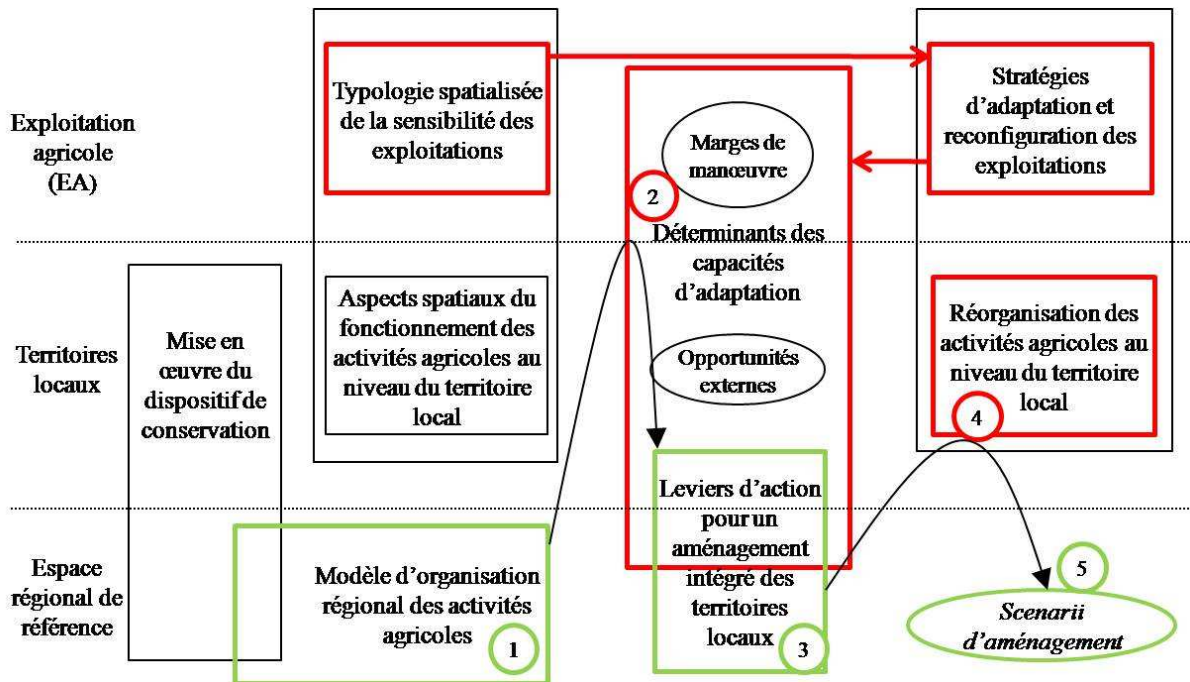 Exploitation
agricole
(EA)
Typologie spatialisée
de la sensibilité des
exploitations
Marges de
manœuvre
2
Déterminants des
capacités
d’adaptation
Stratégies
d’adaptation et
reconfiguration des
exploitations
Territoires
locaux
Mise en
œuvre du
dispositif de
conservation
Aspects spatiaux du
fonctionnement des
activités agricoles au
niveau du territoire
local
Opportunités
externes
Réorganisation des
activités agricoles au
niveau du territoire
local
4
Espace
régional de
référence
Modèle d’organisation
régional des activités
agricoles
1
Leviers d’action
pour un
aménagement
intégré des
territoires
locaux
3
5
Scenarii
d’aménagement